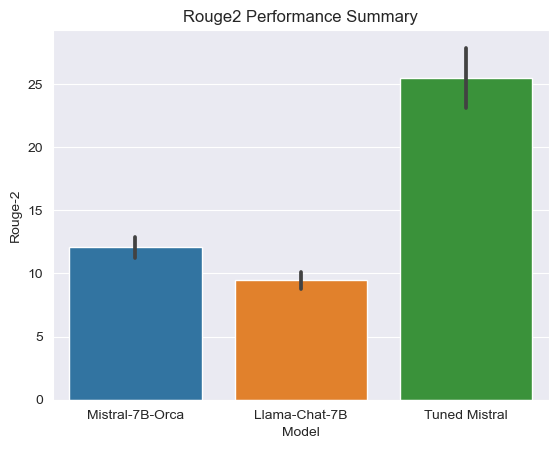 Rouge2 Performance Summary
Rouge-2
25
20
15
10
5
0
Mistral-7B-Orca
Llama-Chat-7B
Tuned Mistral
Model